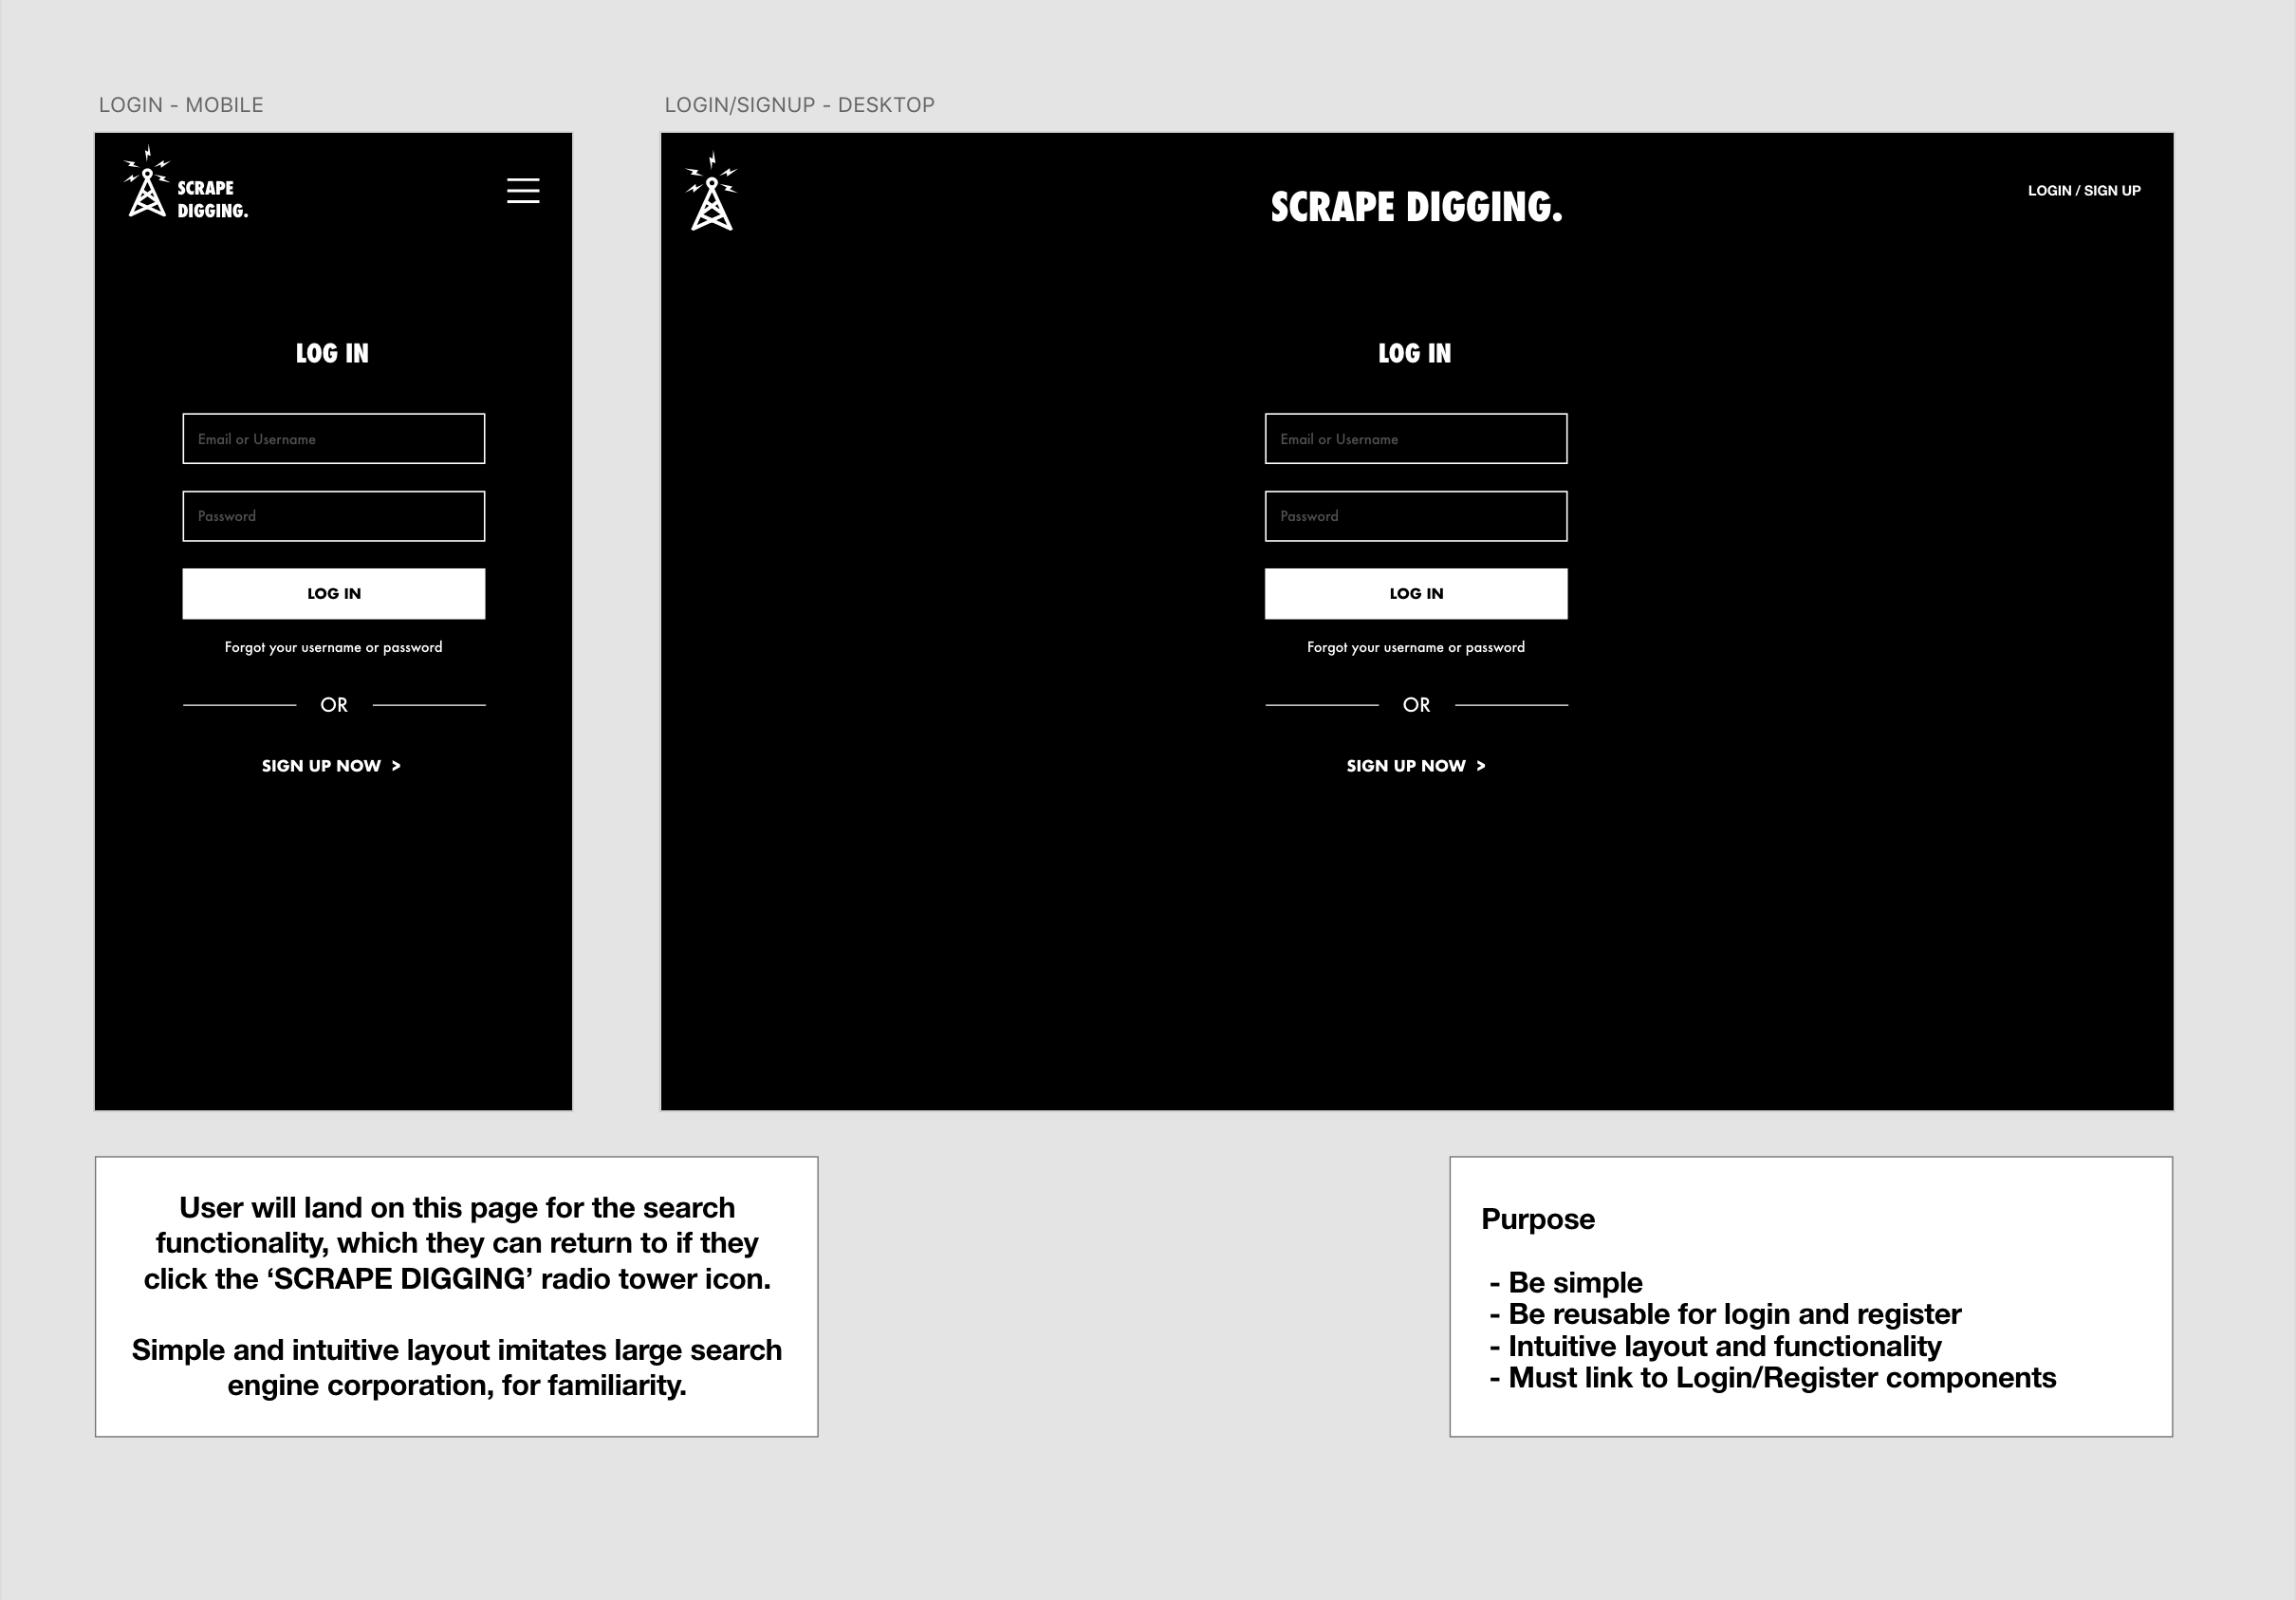 LOGIN - MOBILE
SCRAPE
DIGGING.
LOG IN
Email or Username
Password
LOG IN
Forgot your username or password
OR
SIGN UP NOW >
LOGIN/SIGNUP - DESKTOP
SCRAPE DIGGING.
LOGIN / SIGN UP
LOG IN
Email or Username
Password
LOG IN
Forgot your username or password
OR
SIGN UP NOW >
User will land on this page for the search
functionality, which they can return to if they
click the ‘SCRAPE DIGGING’ radio tower icon.
Simple and intuitive layout imitates large search
engine corporation, for familiarity.
Purpose
- Be simple
- Be reusable for login and register
- Intuitive layout and functionality
- Must link to Login/Register components